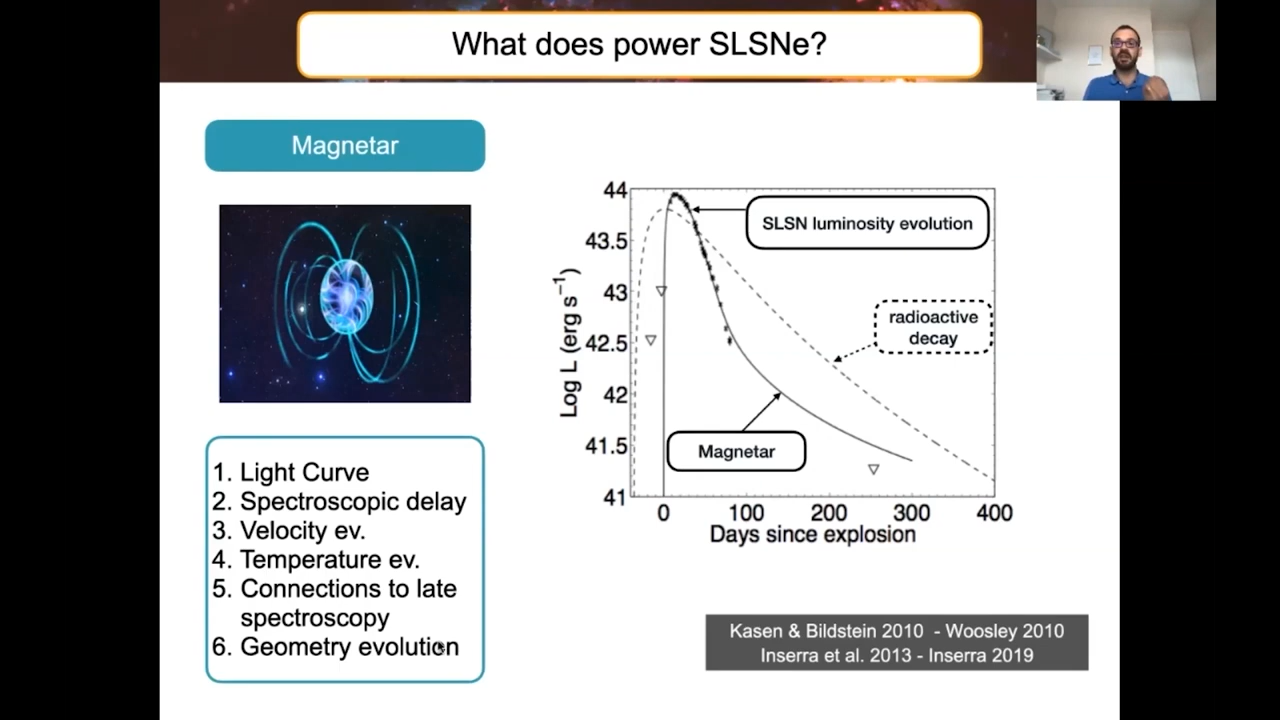 What does power SLSNe?
Magnetar
1. Light Curve
2. Spectroscopic delay
3. Velocity ev.
4. Temperature ev.
5. Connections to late
spectroscopy
6. Geometry evolution
44
43.5
43
42.5
42
41.5
41
Log L (erg s⁻¹)
SLSN luminosity evolution
radioactive
decay
Magnetar
0 100 200 300 400
Days since explosion
Kasen & Bildstein 2010 - Woosley 2010
Inserra et al. 2013 - Inserra 2019